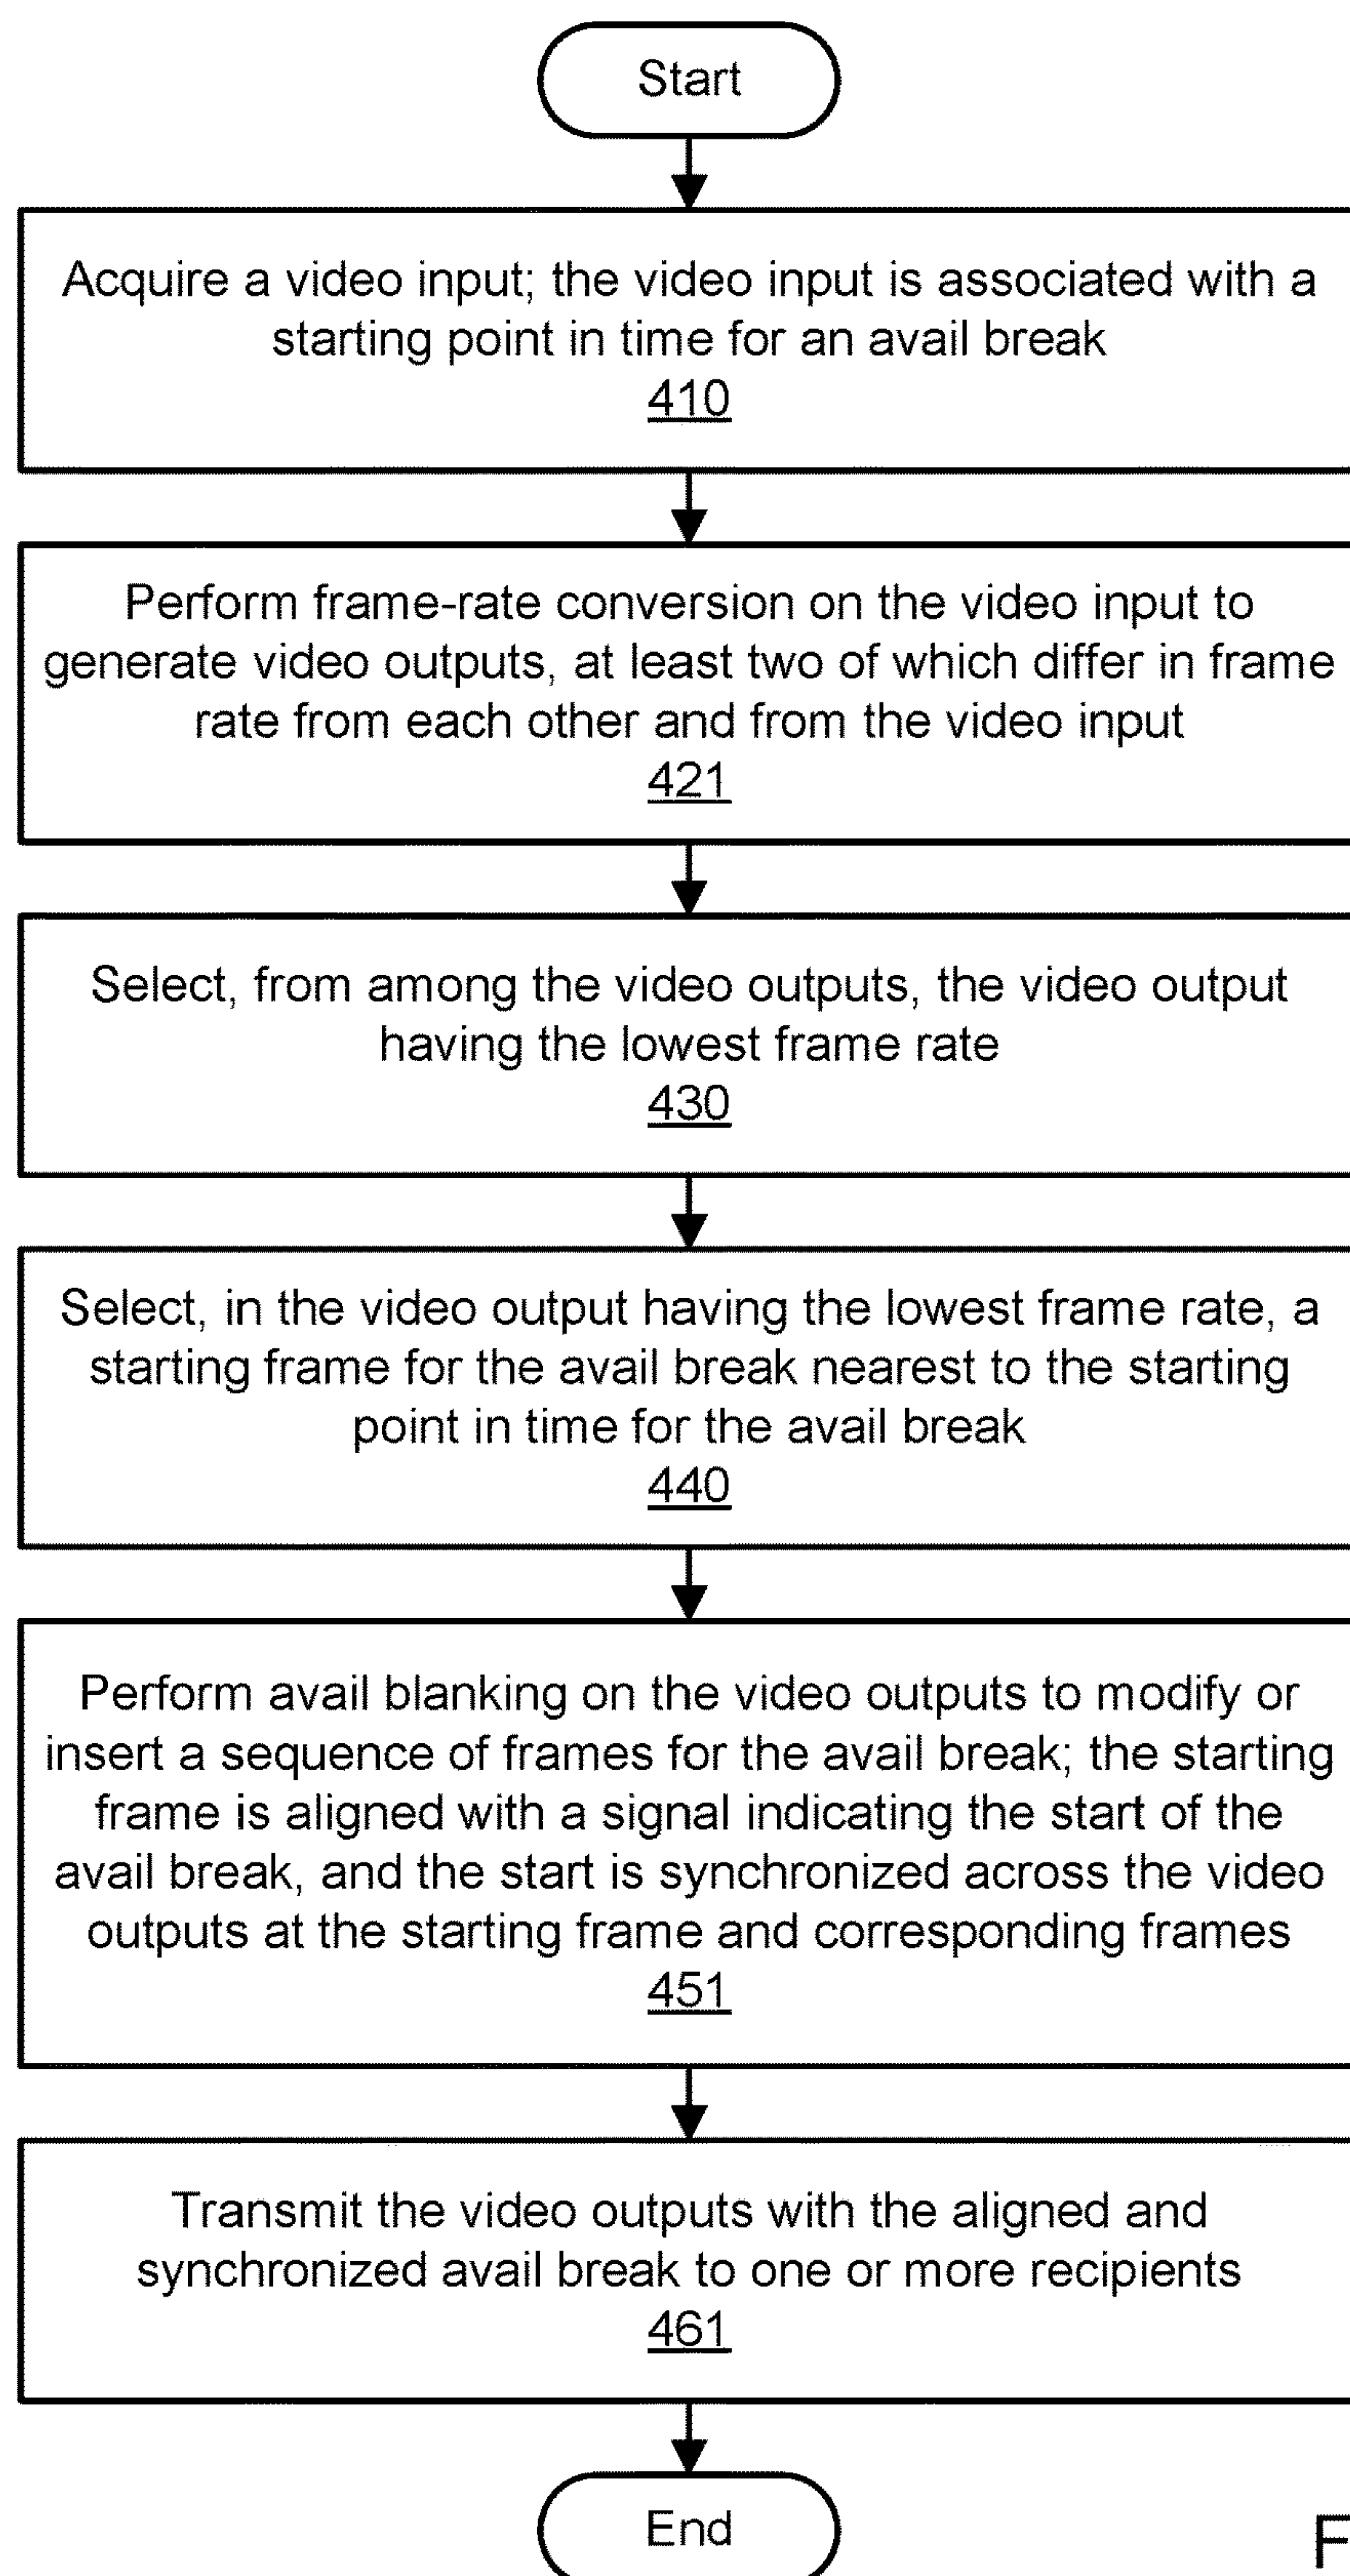 Start
Acquire a video input; the video input is associated with a
starting point in time for an avail break
410
Perform frame-rate conversion on the video input to
generate video outputs, at least two of which differ in frame
rate from each other and from the video input
421
Select, from among the video outputs, the video output
having the lowest frame rate
430
Select, in the video output having the lowest frame rate, a
starting frame for the avail break nearest to the starting
point in time for the avail break
440
Perform avail blanking on the video outputs to modify or
insert a sequence of frames for the avail break; the starting
frame is aligned with a signal indicating the start of the
avail break, and the start is synchronized across the video
outputs at the starting frame and corresponding frames
451
Transmit the video outputs with the aligned and
synchronized avail break to one or more recipients
461
End